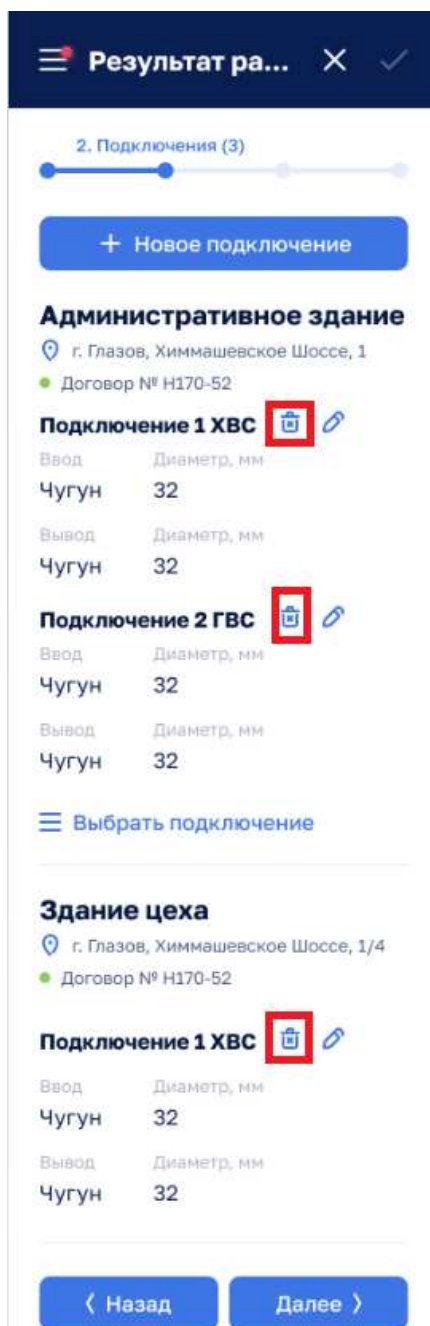 Результат ра...
2. Подключения (3)
+ Новое подключение
Административное здание
г. Глазов, Химмашевское Шоссе, 1
Договор № Н170-52
Подключение 1 ХВС
Ввод Диаметр, мм
Чугун 32
Вывод Диаметр, мм
Чугун 32
Подключение 2 ГВС
Ввод Диаметр, мм
Чугун 32
Вывод Диаметр, мм
Чугун 32
Выбрать подключение
Здание цеха
г. Глазов, Химмашевское Шоссе, 1/4
Договор № Н170-52
Подключение 1 ХВС
Ввод Диаметр, мм
Чугун 32
Вывод Диаметр, мм
Чугун 32
Назад Далее